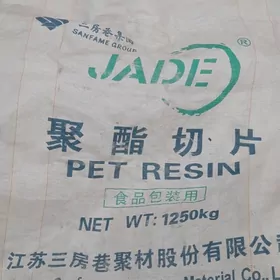 三房巷集团
SANFAME GROUP
JADE®
聚酯切片
PET RESIN
食品包装用
NET WT: 1250kg
江苏三房巷聚材股份有限公司
Material Co.,